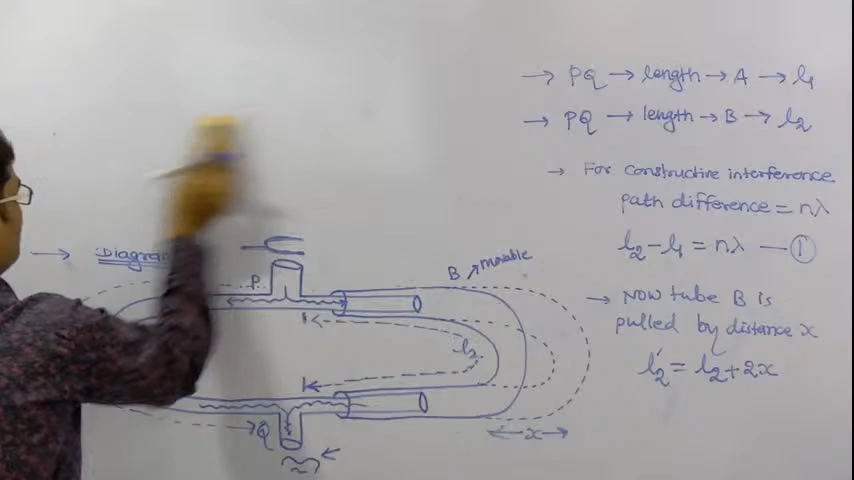 → PQ → length → A → l₁
→ PQ → length → B → l₂
→ For constructive interference
path difference = nλ
l₂ - l₁ = nλ — ①
→ Now tube B is
pulled by distance x
l₂' = l₂ + 2x
→ Diagram
P
B ↗ movable
l₂
Q
x